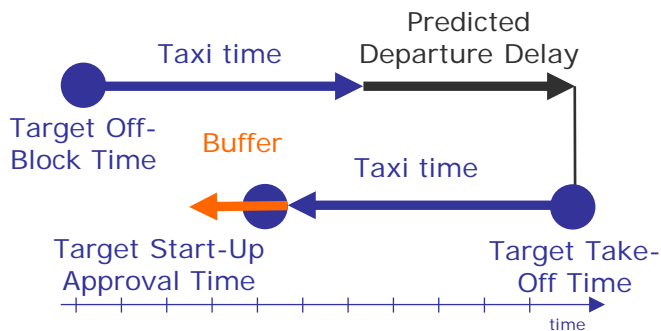 Predicted
Taxi time
Departure Delay
Target Off-
Block Time
Buffer
Taxi time
Target Start-Up
Approval Time
Target Take-
Off Time
time